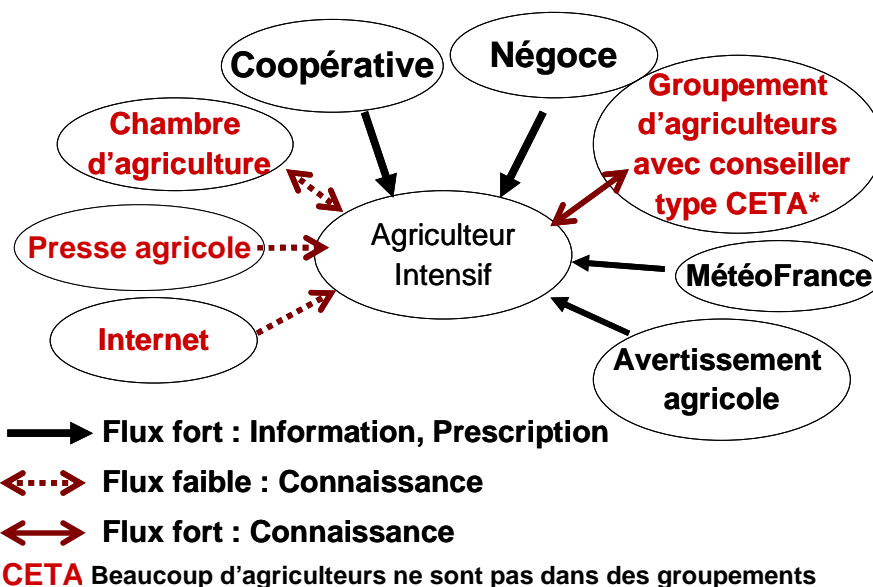 Coopérative
Négoce
Groupement
d'agriculteurs
avec conseiller
type CETA*
Chambre
d'agriculture
Presse agricole
Agriculteur
Intensif
MétéoFrance
Internet
Avertissement
agricole
Flux fort : Information, Prescription
Flux faible : Connaissance
Flux fort : Connaissance
CETA Beaucoup d'agriculteurs ne sont pas dans des groupements